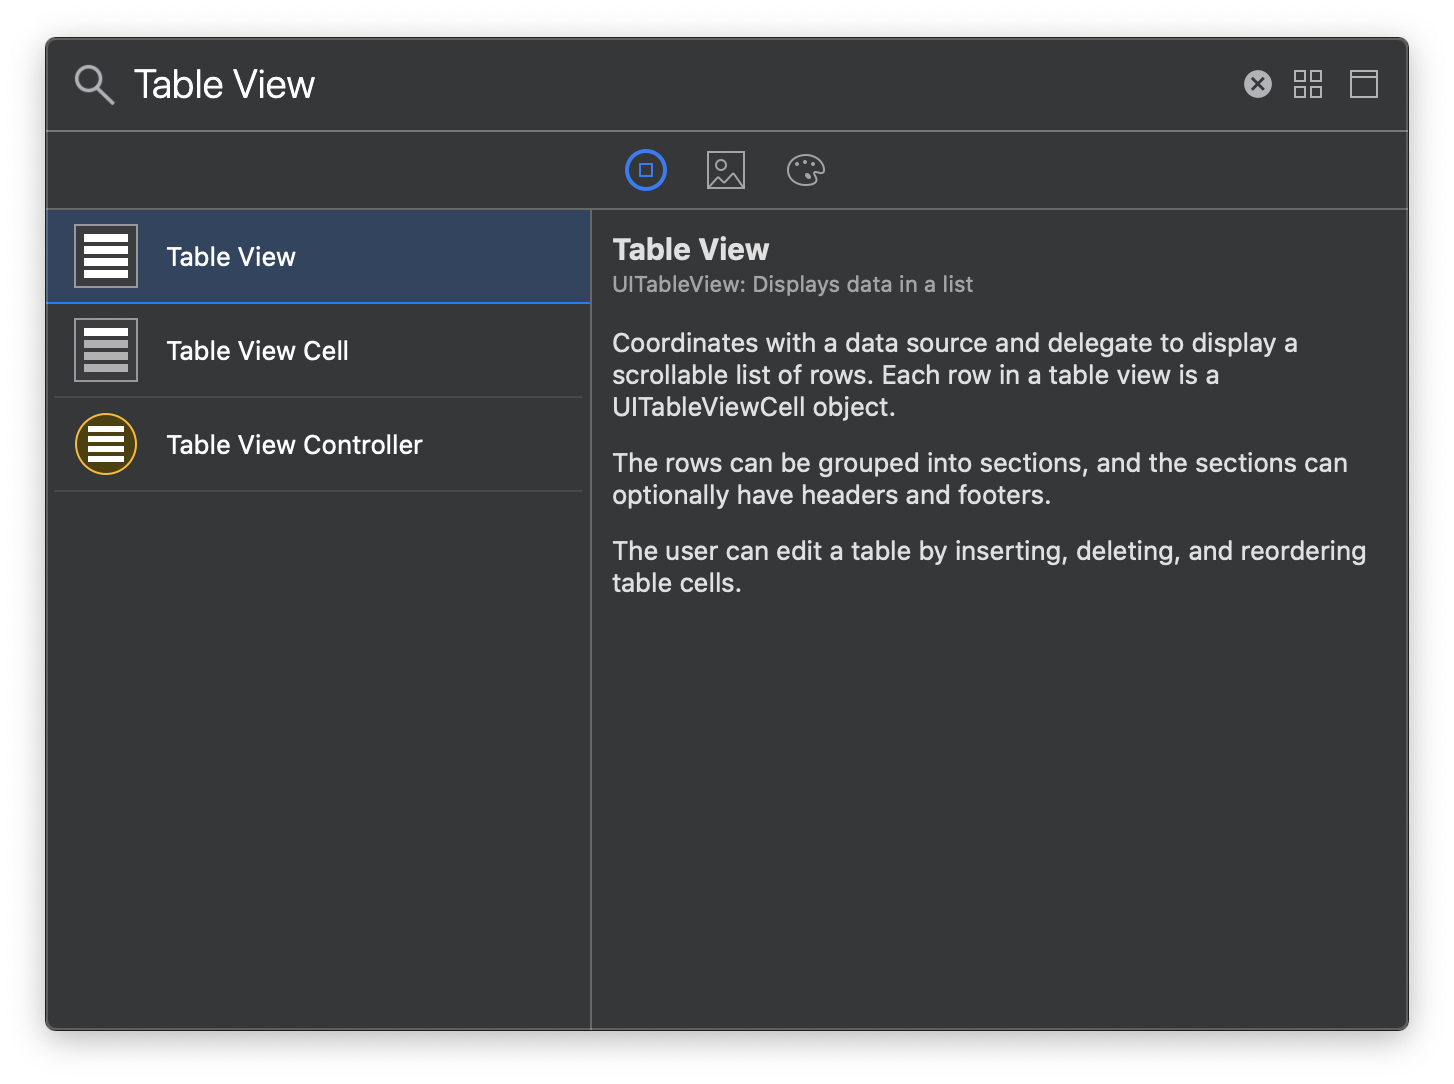 Table View
Table View
Table View Cell
Table View Controller
Table View
UITableView: Displays data in a list
Coordinates with a data source and delegate to display a
scrollable list of rows. Each row in a table view is a
UITableViewCell object.
The rows can be grouped into sections, and the sections can
optionally have headers and footers.
The user can edit a table by inserting, deleting, and reordering
table cells.